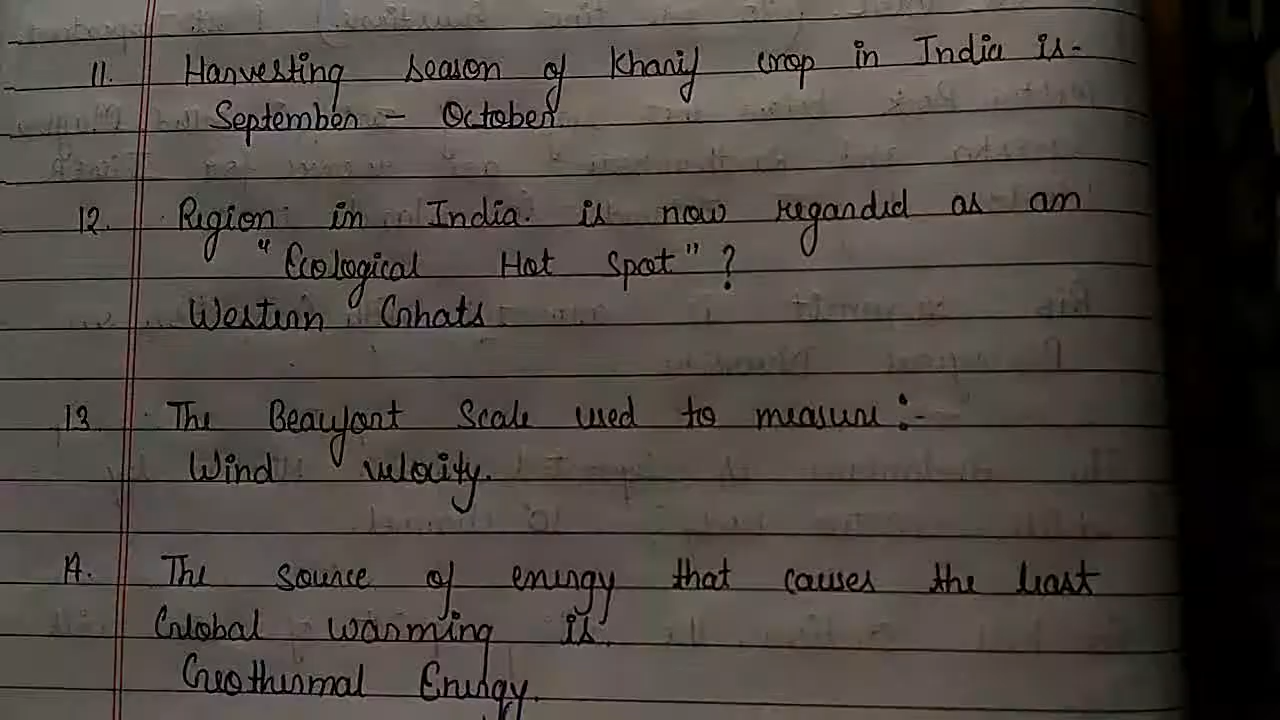 11. Harvesting season of Kharif crop in India is-
September - October
12. Region in India is now regarded as an
"Ecological Hot Spot" ?
Western Ghats
13 The Beaufort Scale used to measure :-
Wind velocity.
14. The source of energy that causes the least
Global warming is
Geothermal Energy.